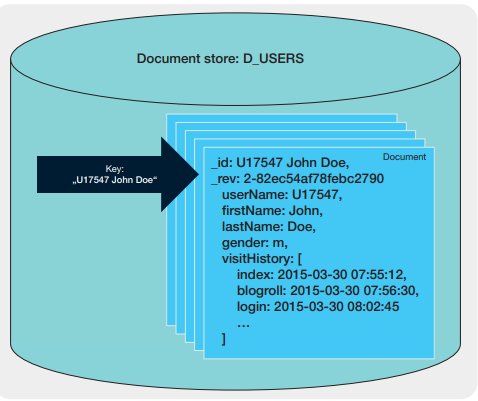 Document store: D_USERS
Document
Key:
„U17547 John Doe“
_id: U17547 John Doe,
_rev: 2-82ec54af78febc2790
userName: U17547,
firstName: John,
lastName: Doe,
gender: m,
visitHistory: [
index: 2015-03-30 07:55:12,
blogroll: 2015-03-30 07:56:30,
login: 2015-03-30 08:02:45
...
]